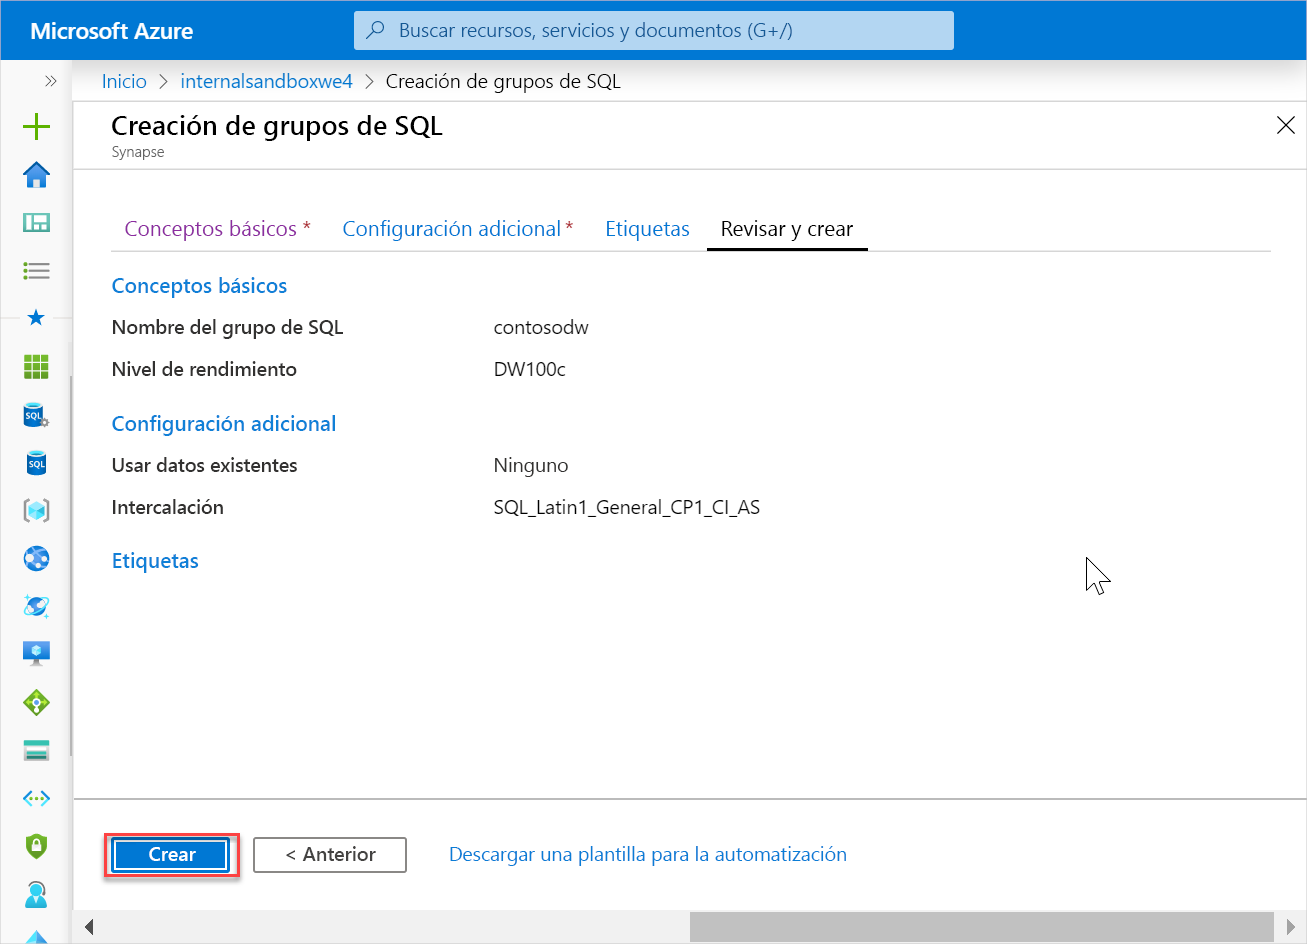 Microsoft Azure
Buscar recursos, servicios y documentos (G+/)
Inicio > internalsandboxwe4 > Creación de grupos de SQL
Creación de grupos de SQL
Synapse
Conceptos básicos * Configuración adicional * Etiquetas Revisar y crear
Conceptos básicos
Nombre del grupo de SQL contosodw
Nivel de rendimiento DW100c
Configuración adicional
Usar datos existentes Ninguno
Intercalación SQL_Latin1_General_CP1_CI_AS
Etiquetas
SQL
SQL
Crear < Anterior Descargar una plantilla para la automatización